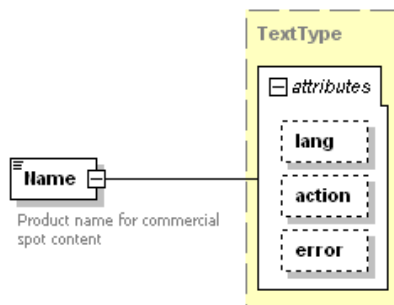 TextType
attributes
lang
Name
action
Product name for commercial
spot content
error